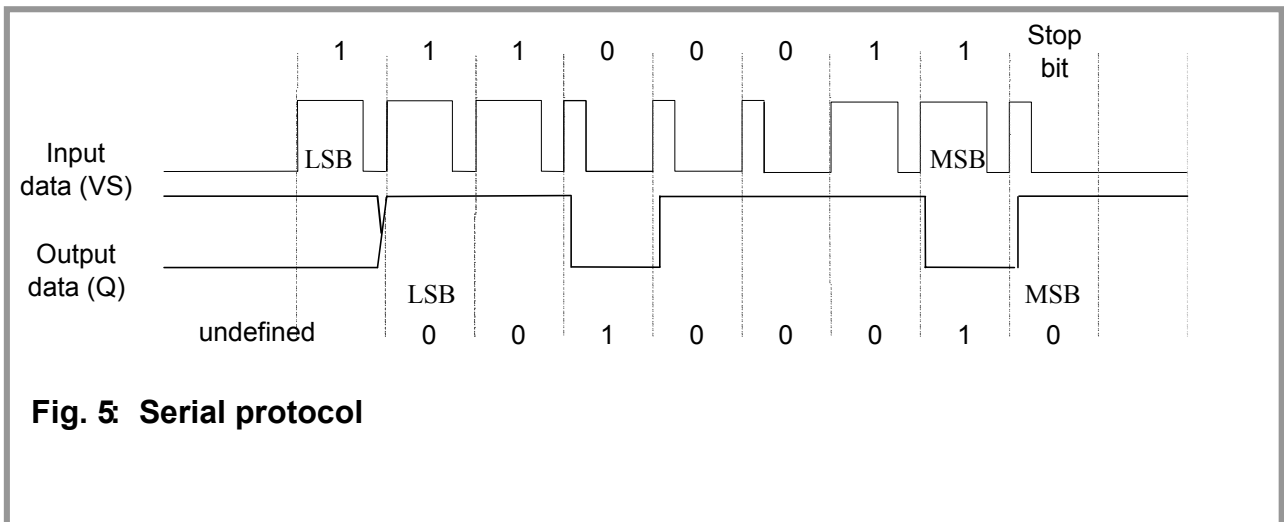 1 1 1 0 0 0 1 1 Stop
bit
Input
data (VS)
LSB MSB
Output
data (Q)
LSB MSB
undefined 0 0 1 0 0 0 1 0
Fig. 5: Serial protocol